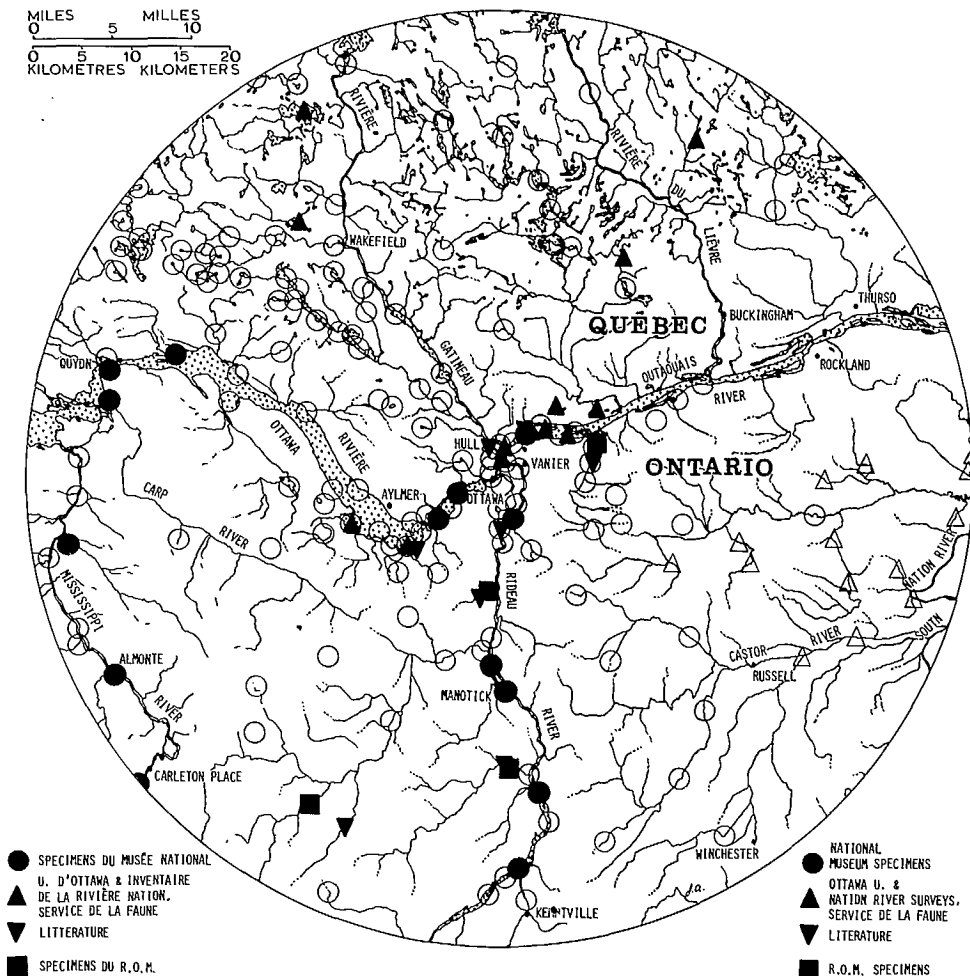 MILES MILLES
0 5 10
0 5 10 15 20
KILOMETRES KILOMETERS
RIVIÈRE
RIVIÈRE
DU
LIÈVRE
WAKEFIELD
GATINEAU
QUÉBEC
BUCKINGHAM
THURSO
ROCKLAND
OUTAOUAIS
RIVER
QUYON
OTTAWA
RIVIÈRE
HULL
VANIER
ONTARIO
AYLMER
OTTAWA
CARP
RIVER
MISSISSIPPI
RIVER
RIDEAU
RIVER
NATION RIVER
SOUTH
CASTOR
RIVER
RUSSELL
ALMONTE
MANOTICK
CARLETON PLACE
WINCHESTER
KEMPTVILLE
j.a.
SPECIMENS DU MUSÉE NATIONAL
U. D'OTTAWA & INVENTAIRE
DE LA RIVIÈRE NATION,
SERVICE DE LA FAUNE
LITTERATURE
SPECIMENS DU R.O.M.
NATIONAL
MUSEUM SPECIMENS
OTTAWA U. &
NATION RIVER SURVEYS,
SERVICE DE LA FAUNE
LITERATURE
R.O.M. SPECIMENS